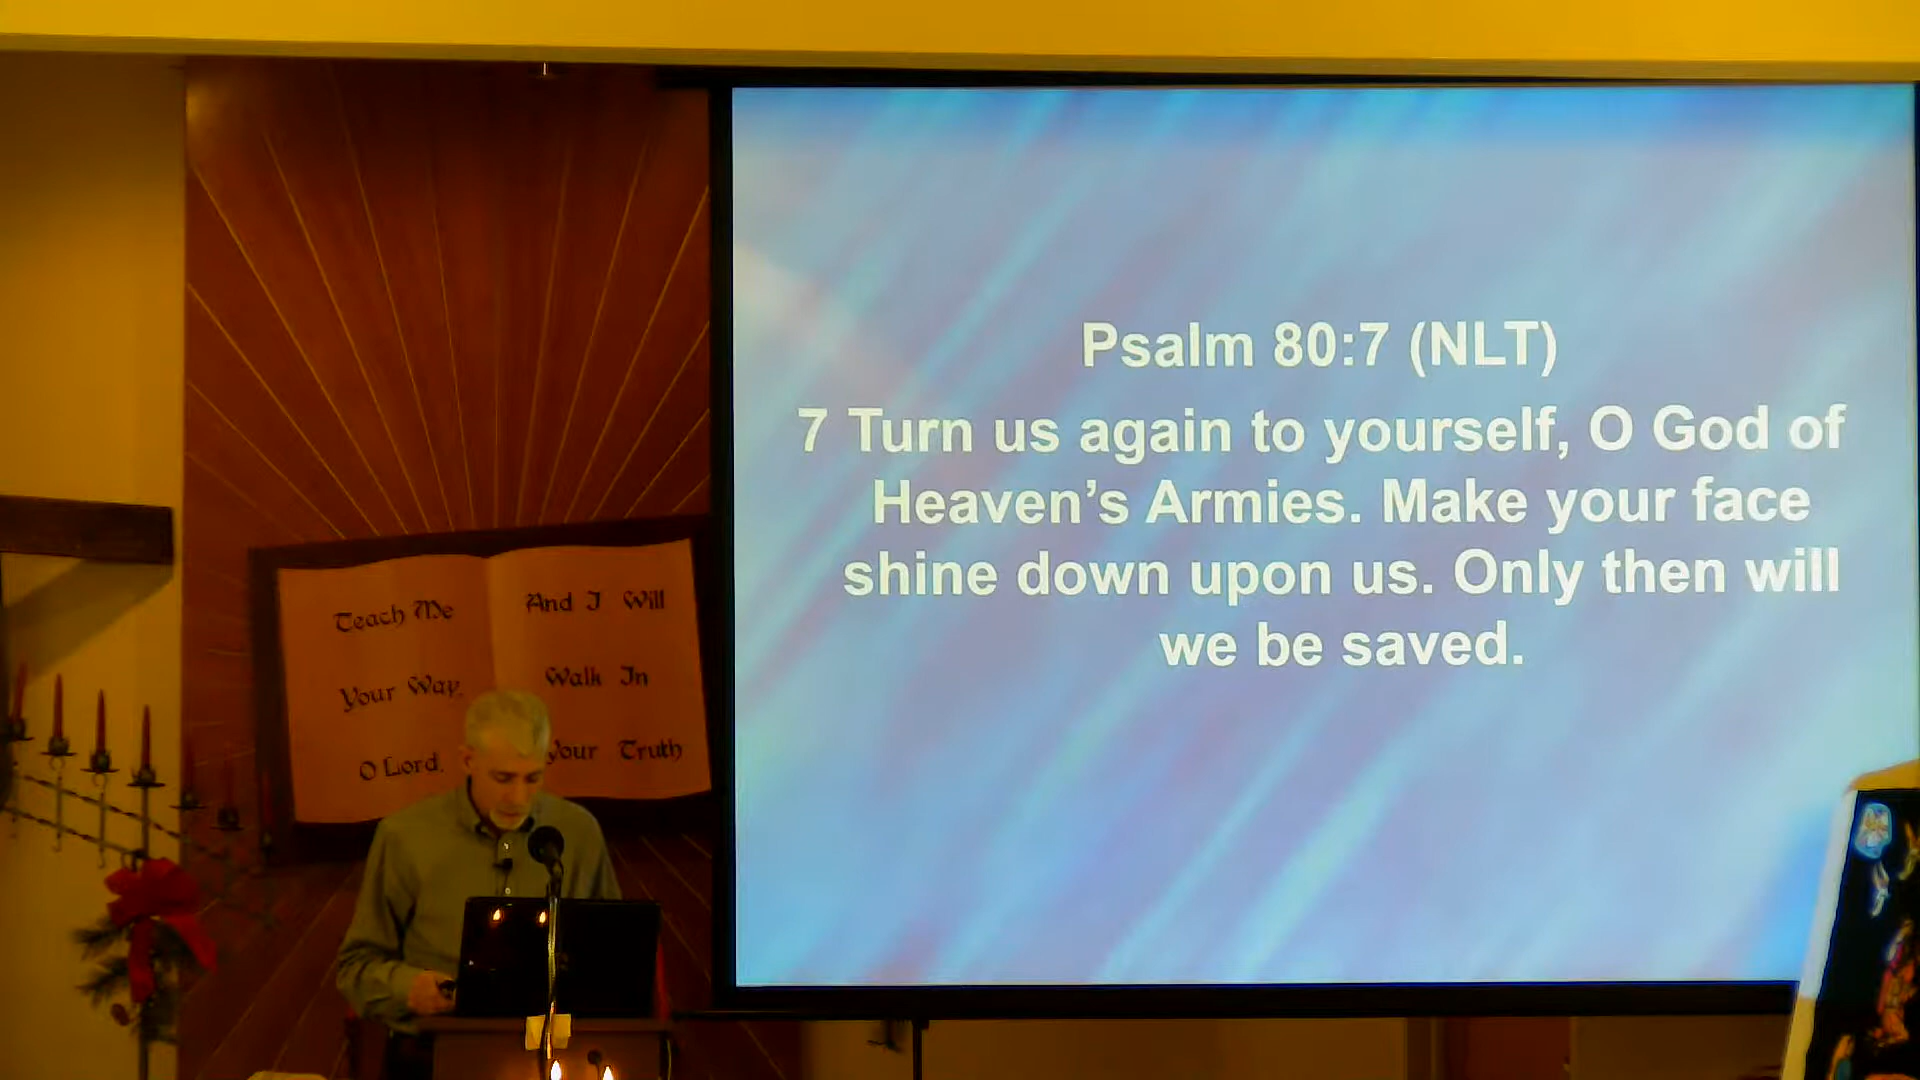 Psalm 80:7 (NLT)
7 Turn us again to yourself, O God of
Heaven’s Armies. Make your face
shine down upon us. Only then will
we be saved.
Teach Me
Your Way,
O Lord,
And I Will
Walk In
Your Truth